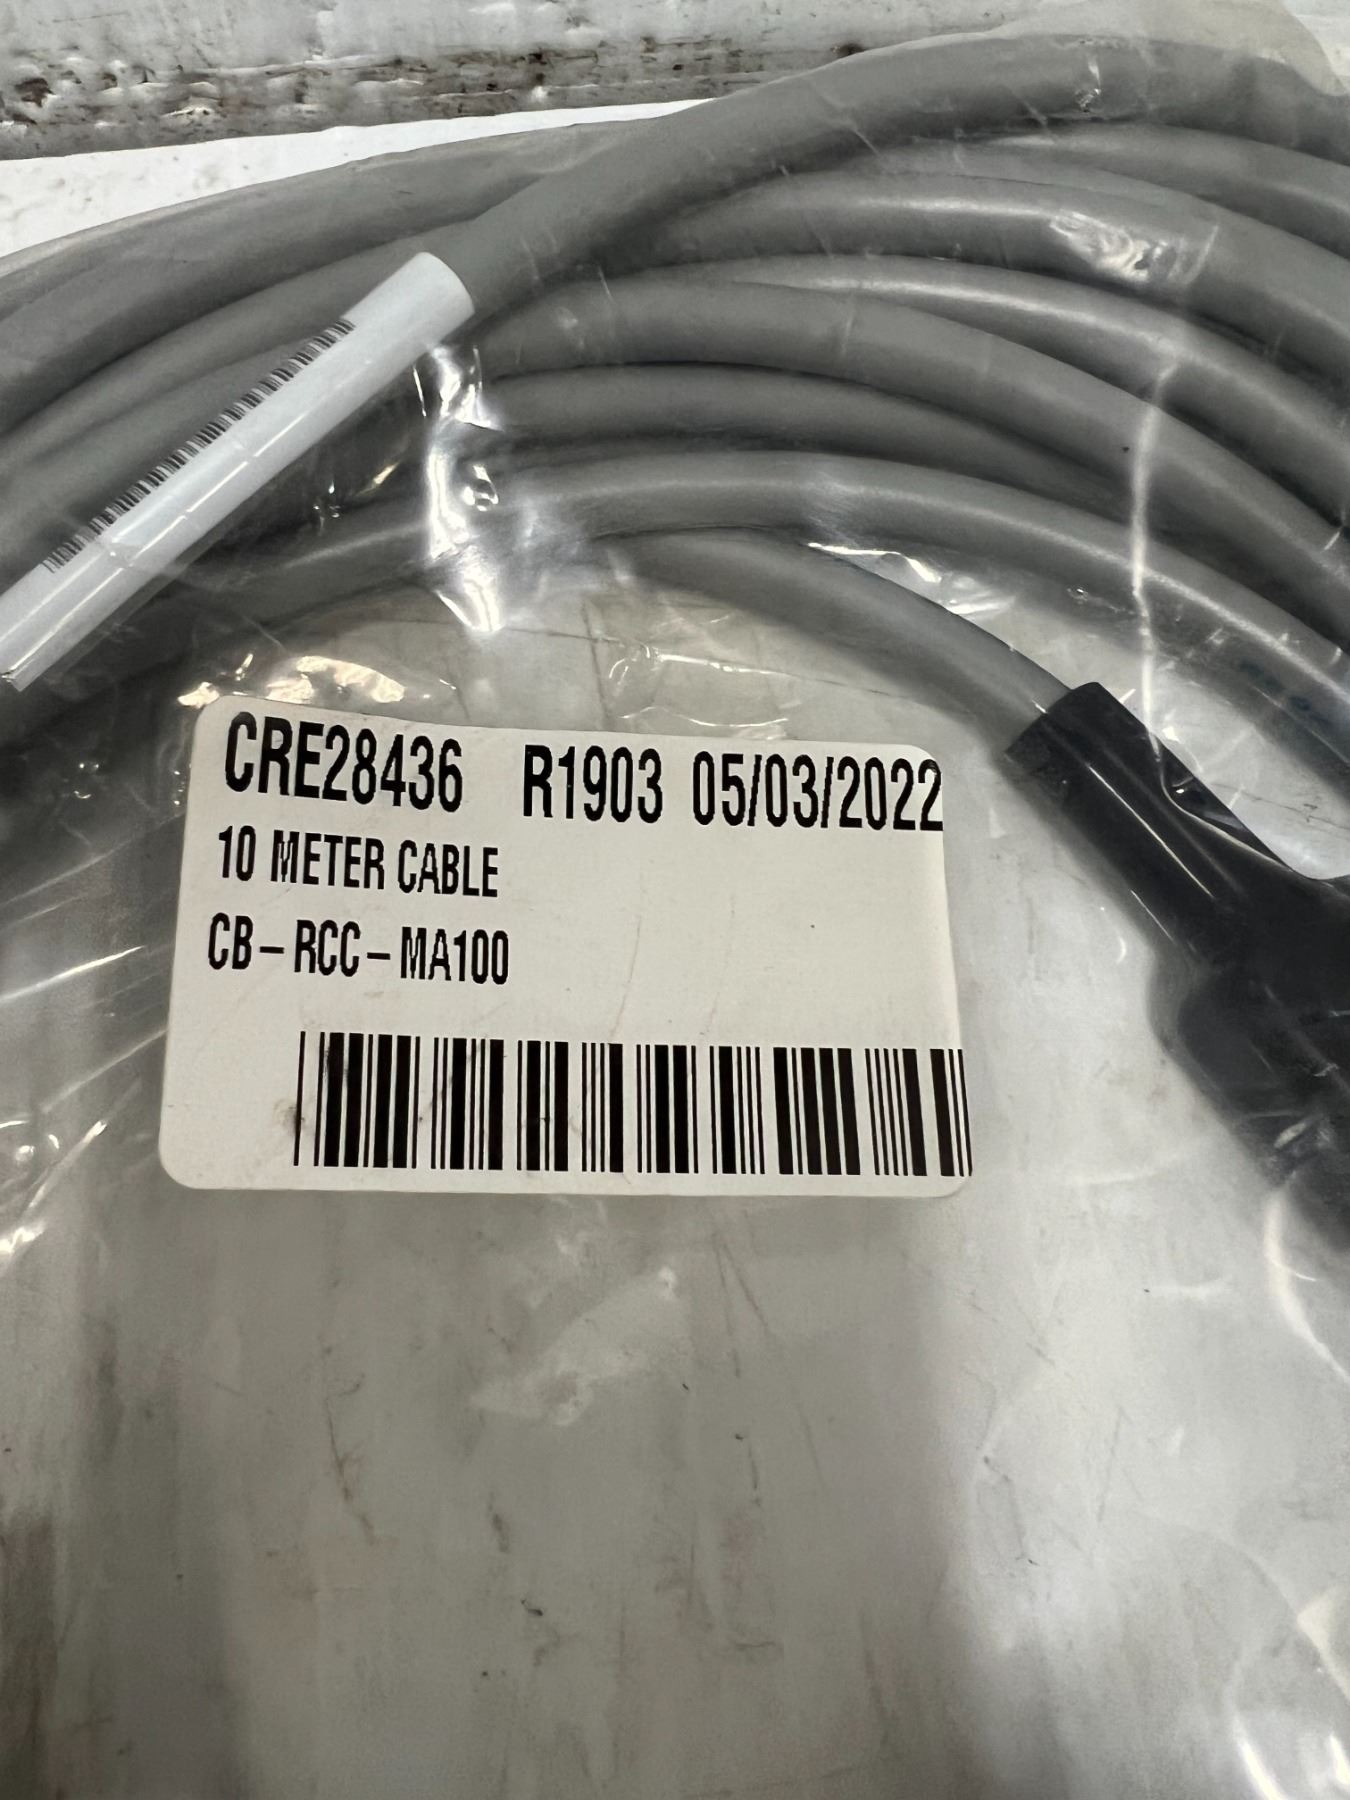 CRE28436 R1903 05/03/2022
10 METER CABLE
CB-RCC-MA100